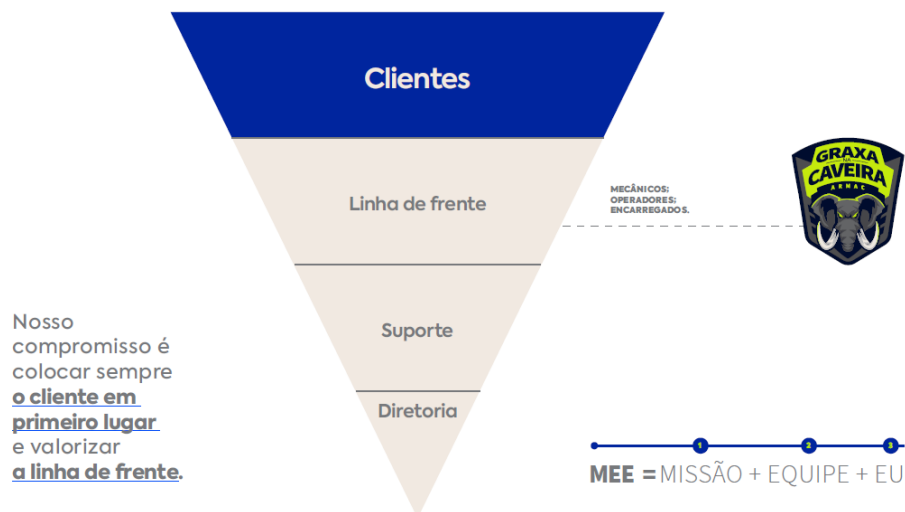 Clientes
Linha de frente
MECÂNICOS;
OPERADORES;
ENCARREGADOS.
GRAXA
NA
CAVEIRA
ARMAC
Suporte
Diretoria
Nosso
compromisso é
colocar sempre
o cliente em
primeiro lugar
e valorizar
a linha de frente.
1 2 3
MEE = MISSÃO + EQUIPE + EU